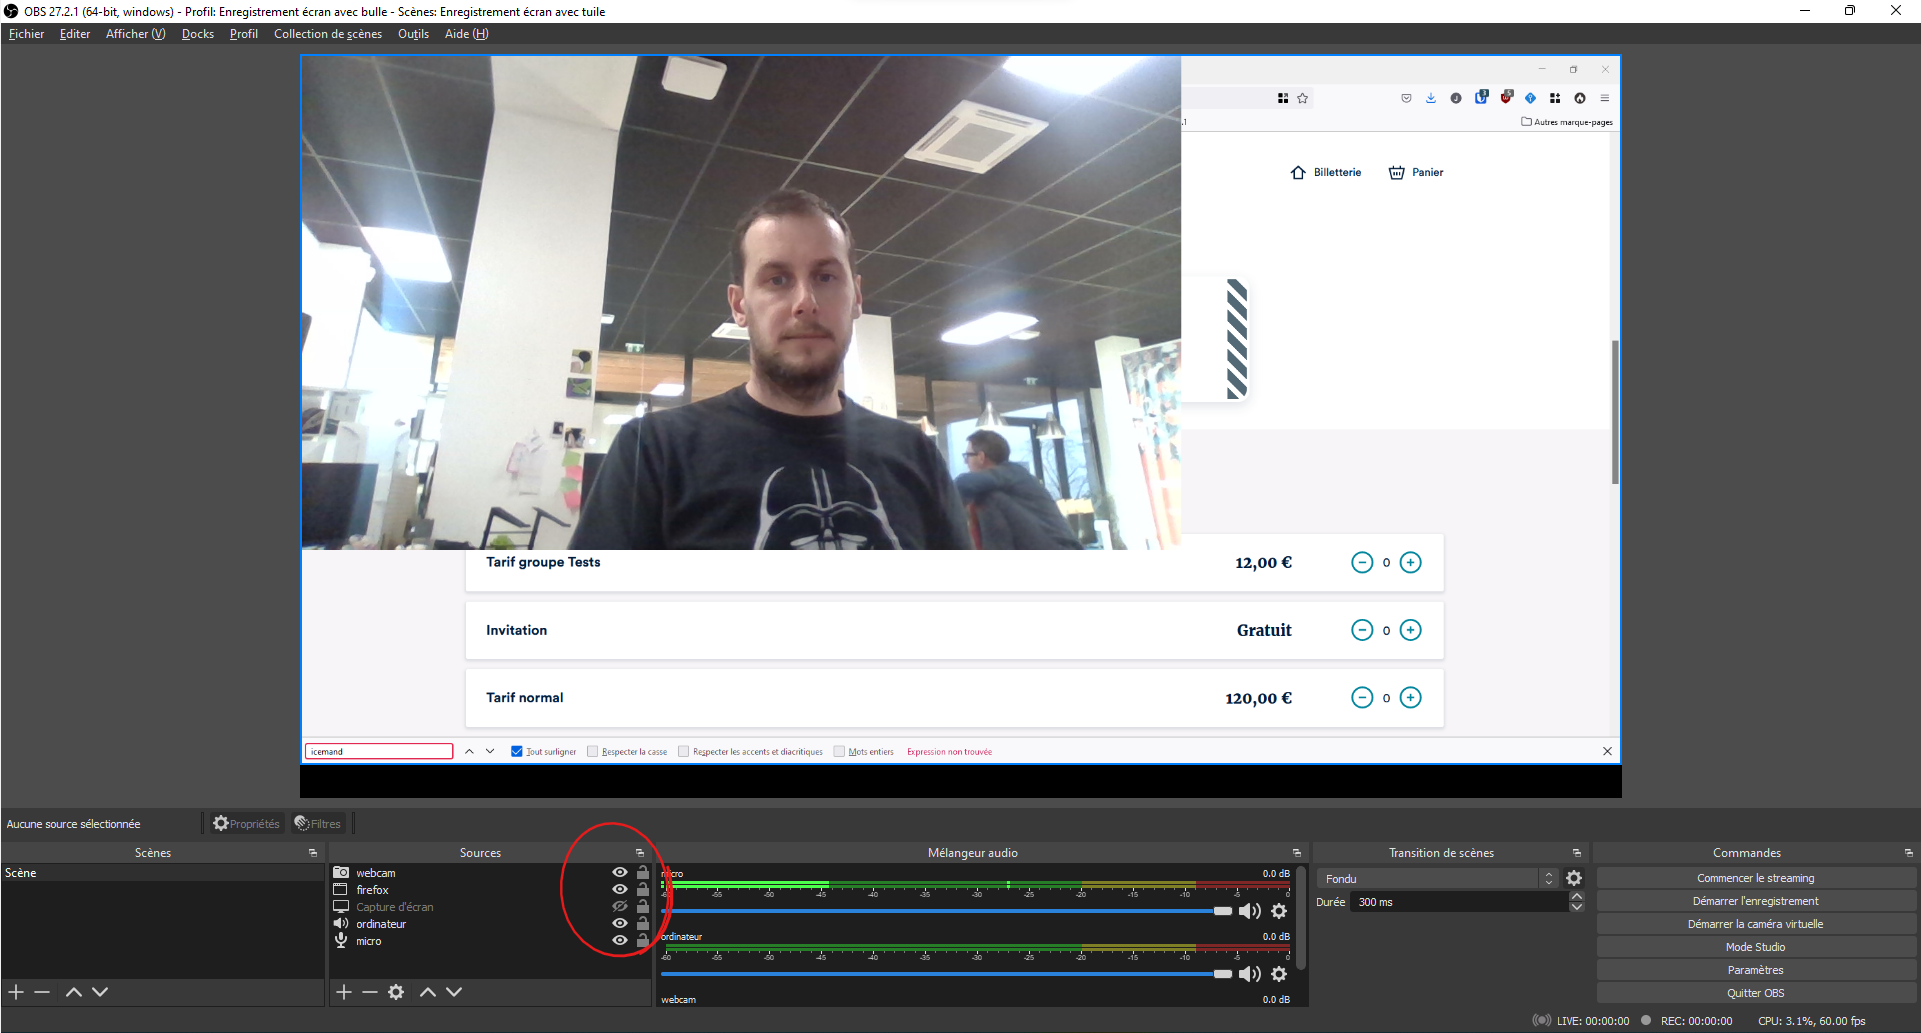 OBS 27.2.1 (64-bit, windows) - Profil: Enregistrement écran avec bulle - Scènes: Enregistrement écran avec tuile
Fichier Editer Afficher (V) Docks Profil Collection de scènes Outils Aide (H)
.1 Autres marque-pages
Billetterie Panier
Tarif groupe Tests 12,00 € 0
Invitation Gratuit 0
Tarif normal 120,00 € 0
icemand Tout surligner Respecter la casse Respecter les accents et diacritiques Mots entiers Expression non trouvée
Aucune source sélectionnée Propriétés Filtres
Scènes Sources Mélangeur audio Transition de scènes Commandes
Scène
webcam
firefox
Capture d'écran
ordinateur
micro
micro 0.0 dB
-60 -55 -50 -45 -40 -35 -30 -25 -20 -15 -10 -5 0
ordinateur 0.0 dB
-60 -55 -50 -45 -40 -35 -30 -25 -20 -15 -10 -5 0
webcam 0.0 dB
Fondu
Durée 300 ms
Commencer le streaming
Démarrer l'enregistrement
Démarrer la caméra virtuelle
Mode Studio
Paramètres
Quitter OBS
LIVE: 00:00:00 REC: 00:00:00 CPU: 3.1%, 60.00 fps